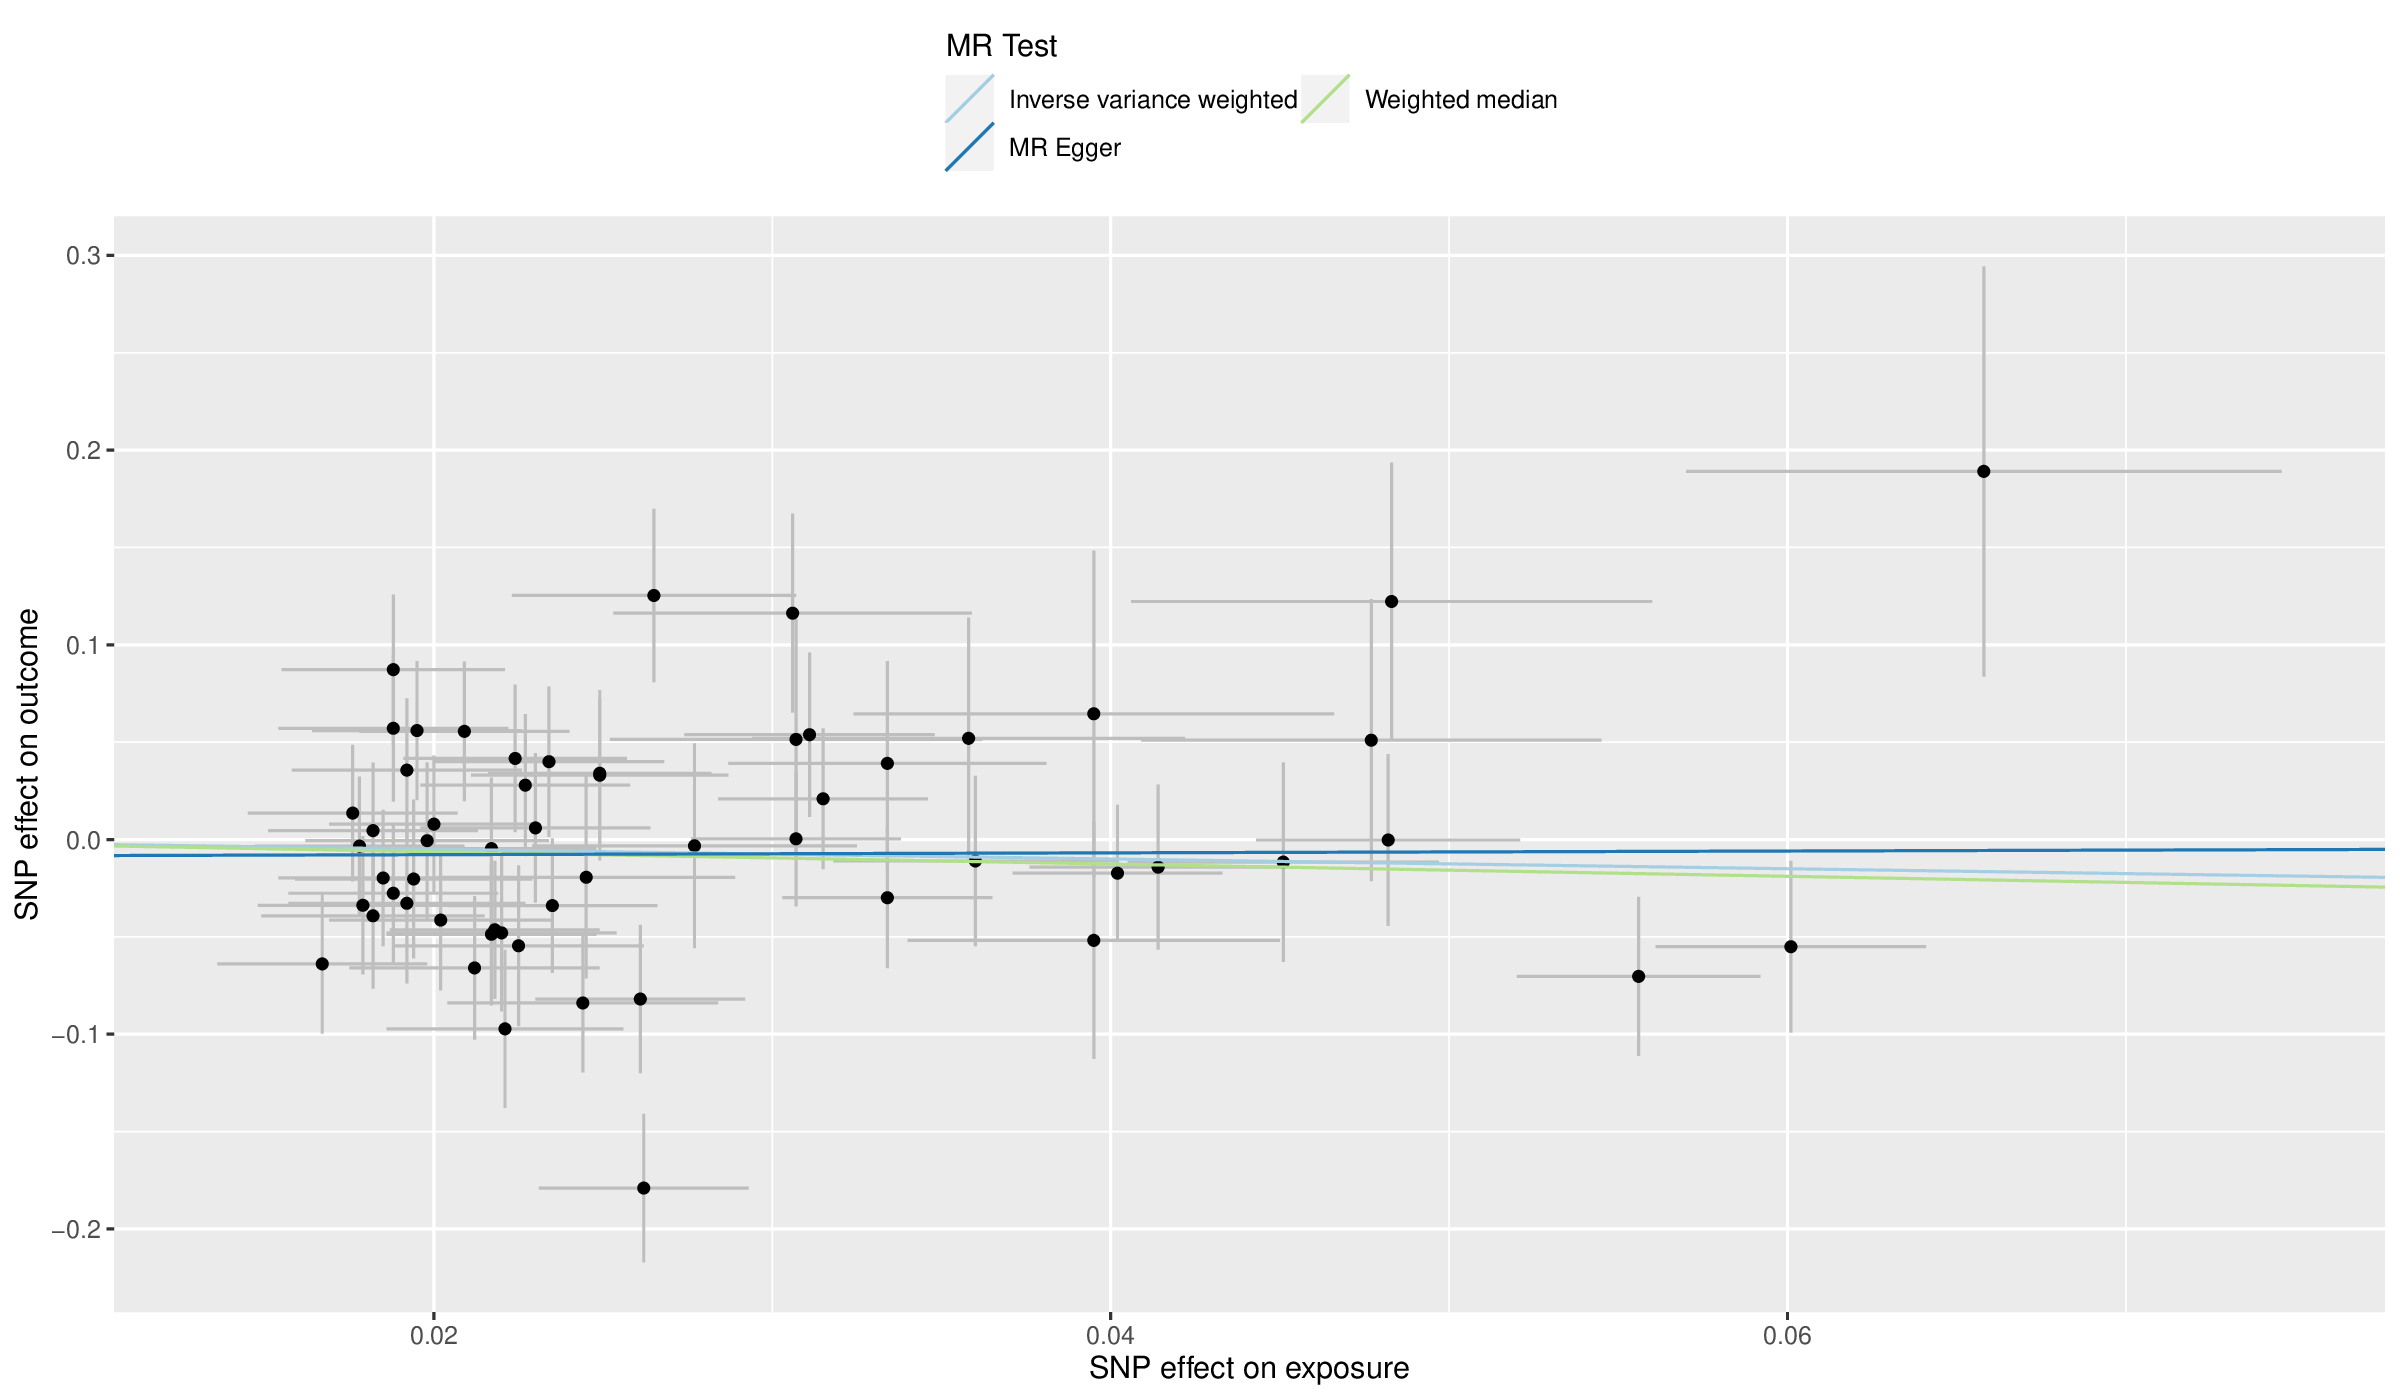 MR Test
Inverse variance weighted
Weighted median
MR Egger
0.3
0.2
0.1
0.0
−0.1
−0.2
SNP effect on outcome
0.02
0.04
0.06
SNP effect on exposure